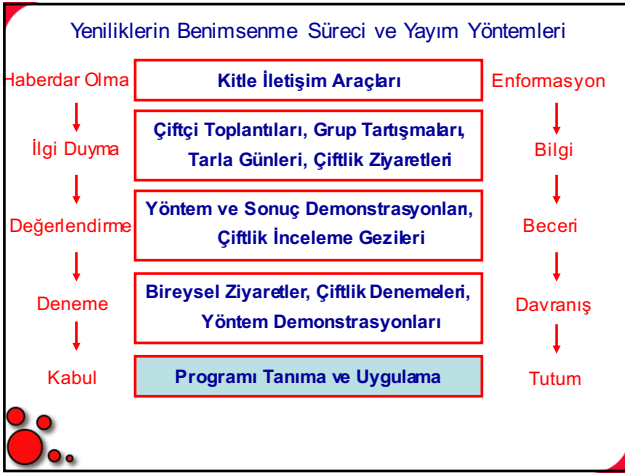 Yeniliklerin Benimsenme Süreci ve Yayım Yöntemleri
Haberdar Olma
Kitle İletişim Araçları
Enformasyon
İlgi Duyma
Çiftçi Toplantıları, Grup Tartışmaları,
Tarla Günleri, Çiftlik Ziyaretleri
Bilgi
Değerlendirme
Yöntem ve Sonuç Demonstrasyonları,
Çiftlik İnceleme Gezileri
Beceri
Deneme
Bireysel Ziyaretler, Çiftlik Denemeleri,
Yöntem Demonstrasyonları
Davranış
Kabul
Programı Tanıma ve Uygulama
Tutum